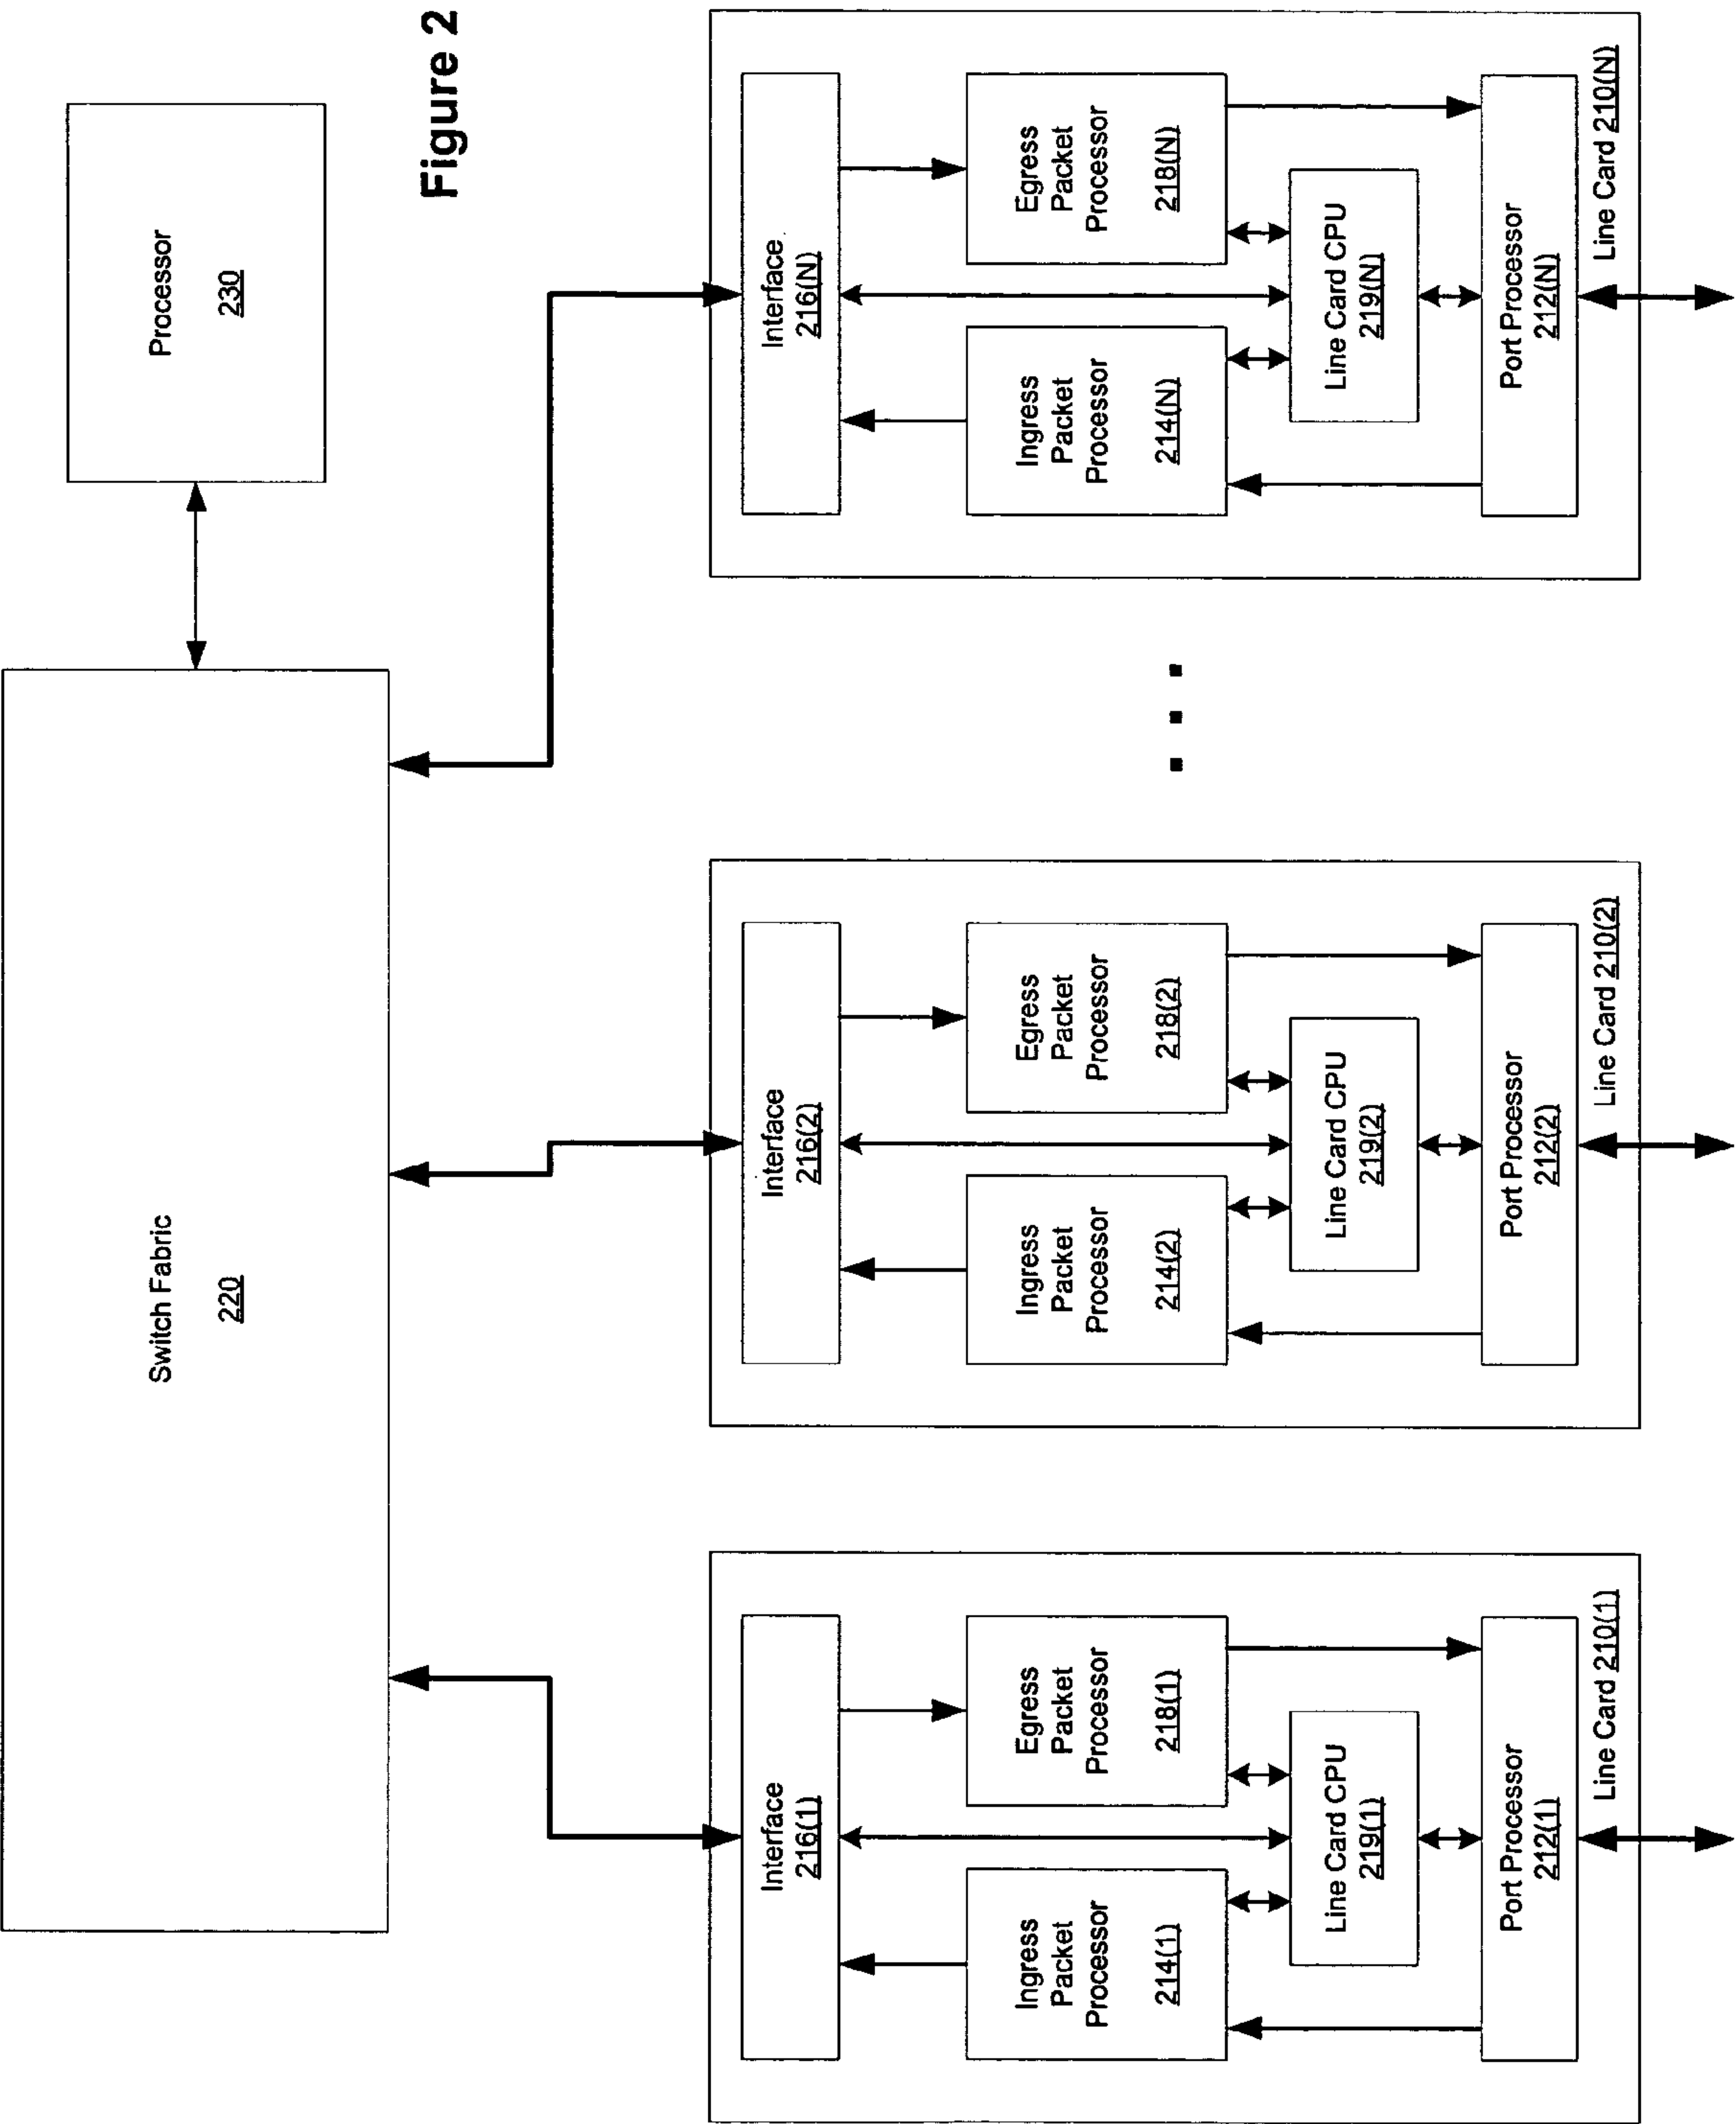 Switch Fabric
220
Processor
230
Figure 2
Interface
216(1)
Ingress
Packet
Processor
214(1)
Egress
Packet
Processor
218(1)
Line Card CPU
219(1)
Port Processor
212(1)
Line Card 210(1)
Interface
216(2)
Ingress
Packet
Processor
214(2)
Egress
Packet
Processor
218(2)
Line Card CPU
219(2)
Port Processor
212(2)
Line Card 210(2)
Interface
216(N)
Ingress
Packet
Processor
214(N)
Egress
Packet
Processor
218(N)
Line Card CPU
219(N)
Port Processor
212(N)
Line Card 210(N)